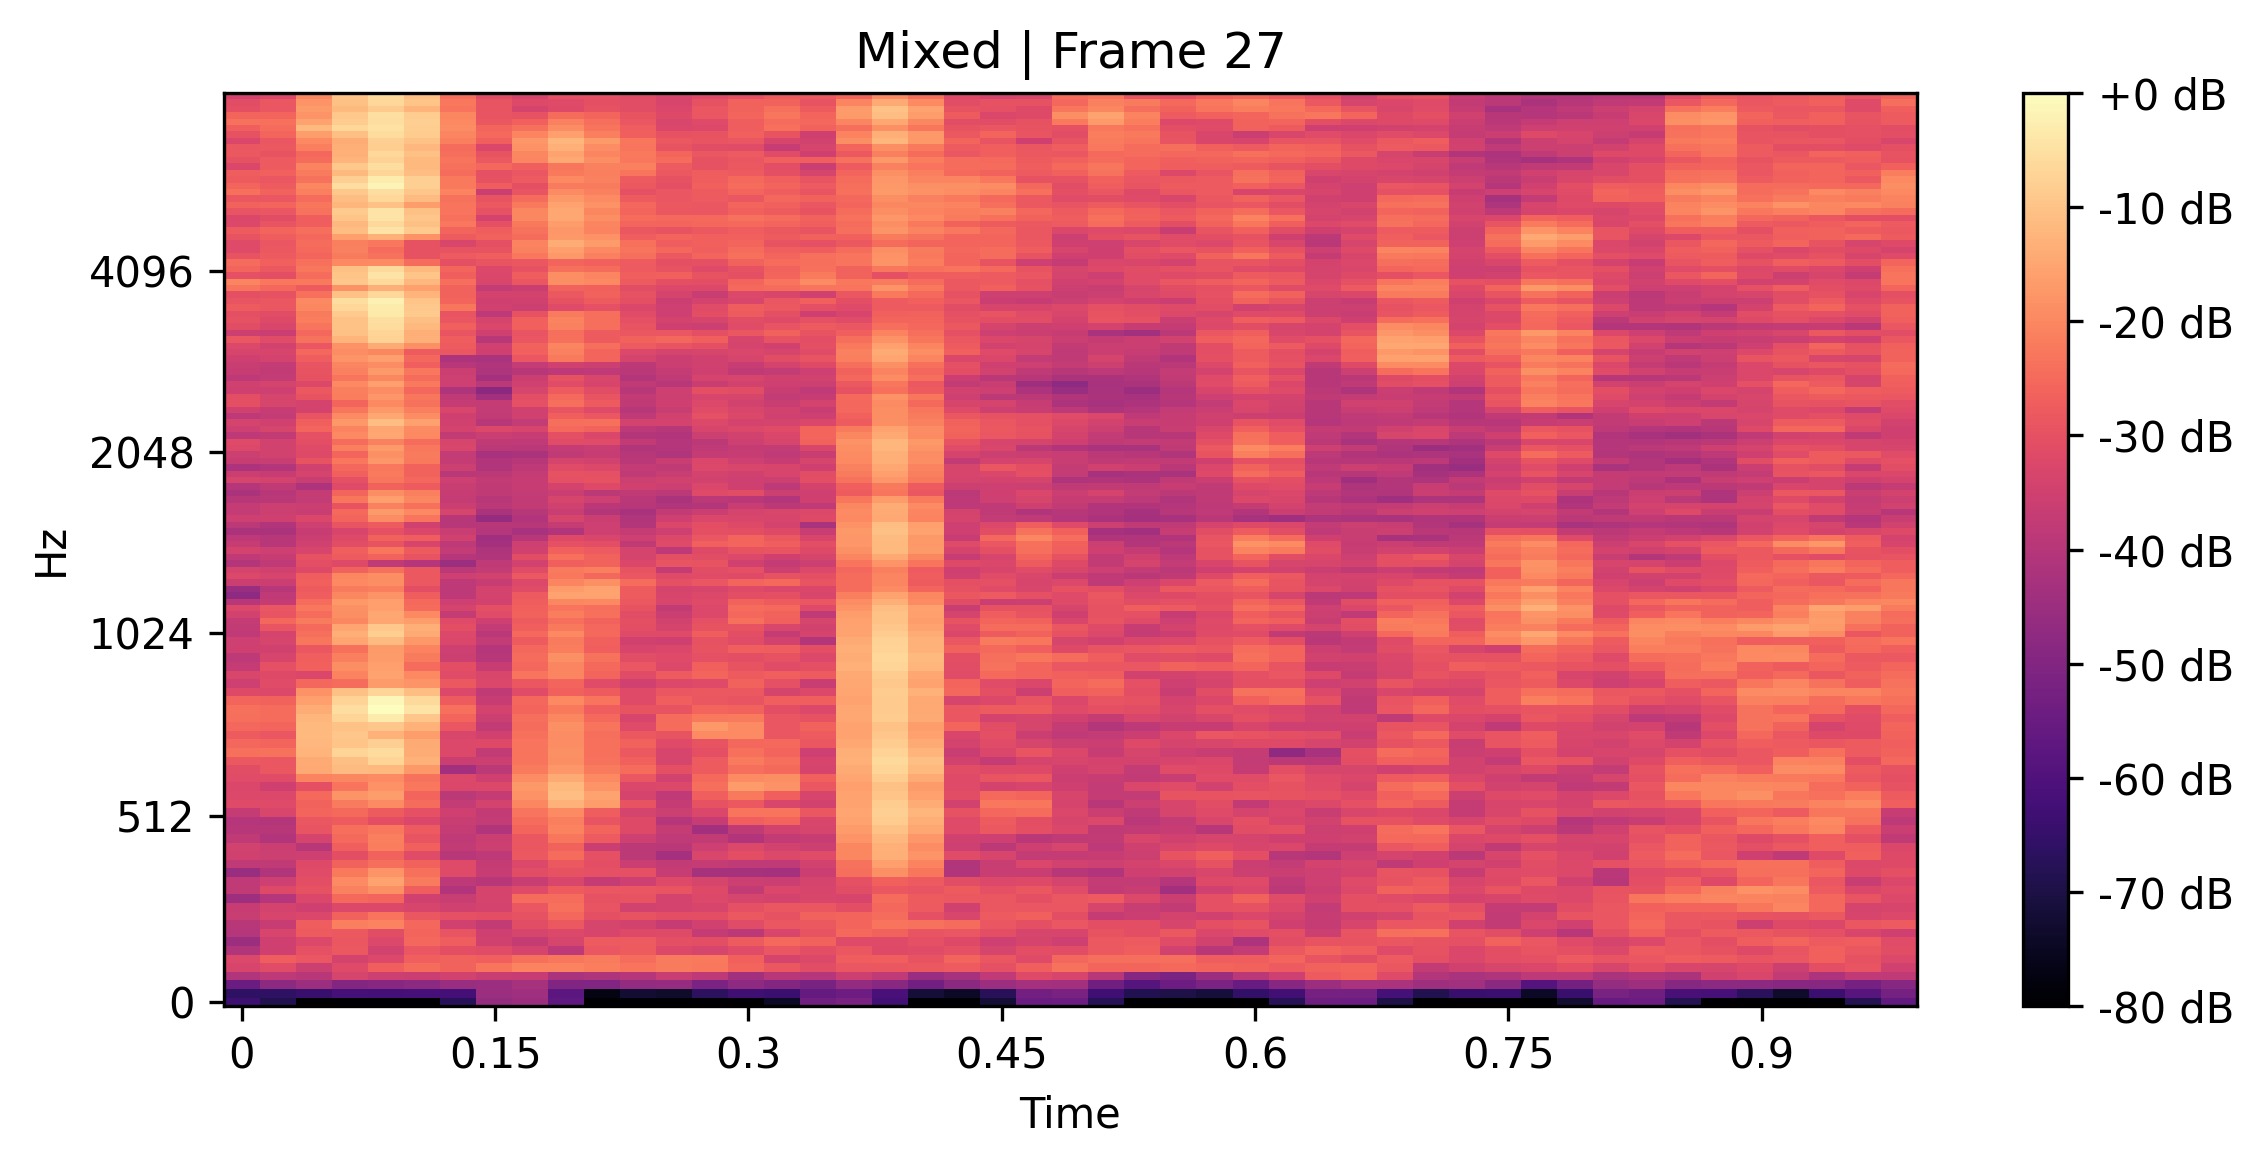 Mixed | Frame 27
Hz
4096
2048
1024
512
0
0 0.15 0.3 0.45 0.6 0.75 0.9
Time
+0 dB
-10 dB
-20 dB
-30 dB
-40 dB
-50 dB
-60 dB
-70 dB
-80 dB